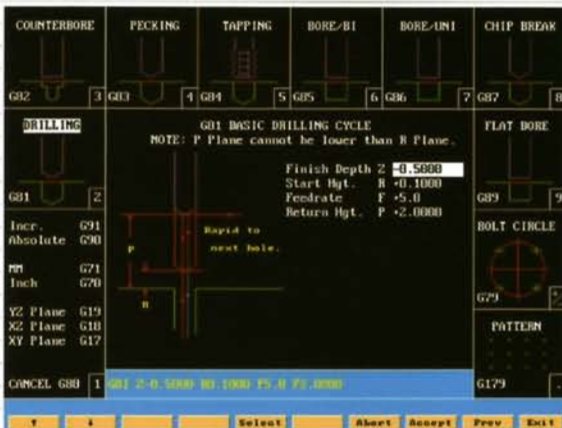 COUNTERBORE
G82 3
PECKING
G83 4
TAPPING
G84 5
BORE/BI
G85 6
BORE/UNI
G86 7
CHIP BREAK
G87 8
DRILLING
G81 2
G81 BASIC DRILLING CYCLE
NOTE: P Plane cannot be lower than R Plane.
Finish Depth Z -0.5000
Start Hgt. R +0.1000
Feedrate F +5.0
Return Hgt. P +2.0000
Rapid to
next hole.
P
R
FLAT BORE
G89 9
Incr. G91
Absolute G90
MM G71
Inch G70
YZ Plane G19
XZ Plane G18
XY Plane G17
BOLT CIRCLE
G79
PATTERN
G179 .
CANCEL G80 1
G81 Z-0.5000 R0.1000 F5.0 P2.0000
↑ ↓ Select Abort Accept Prev Exit